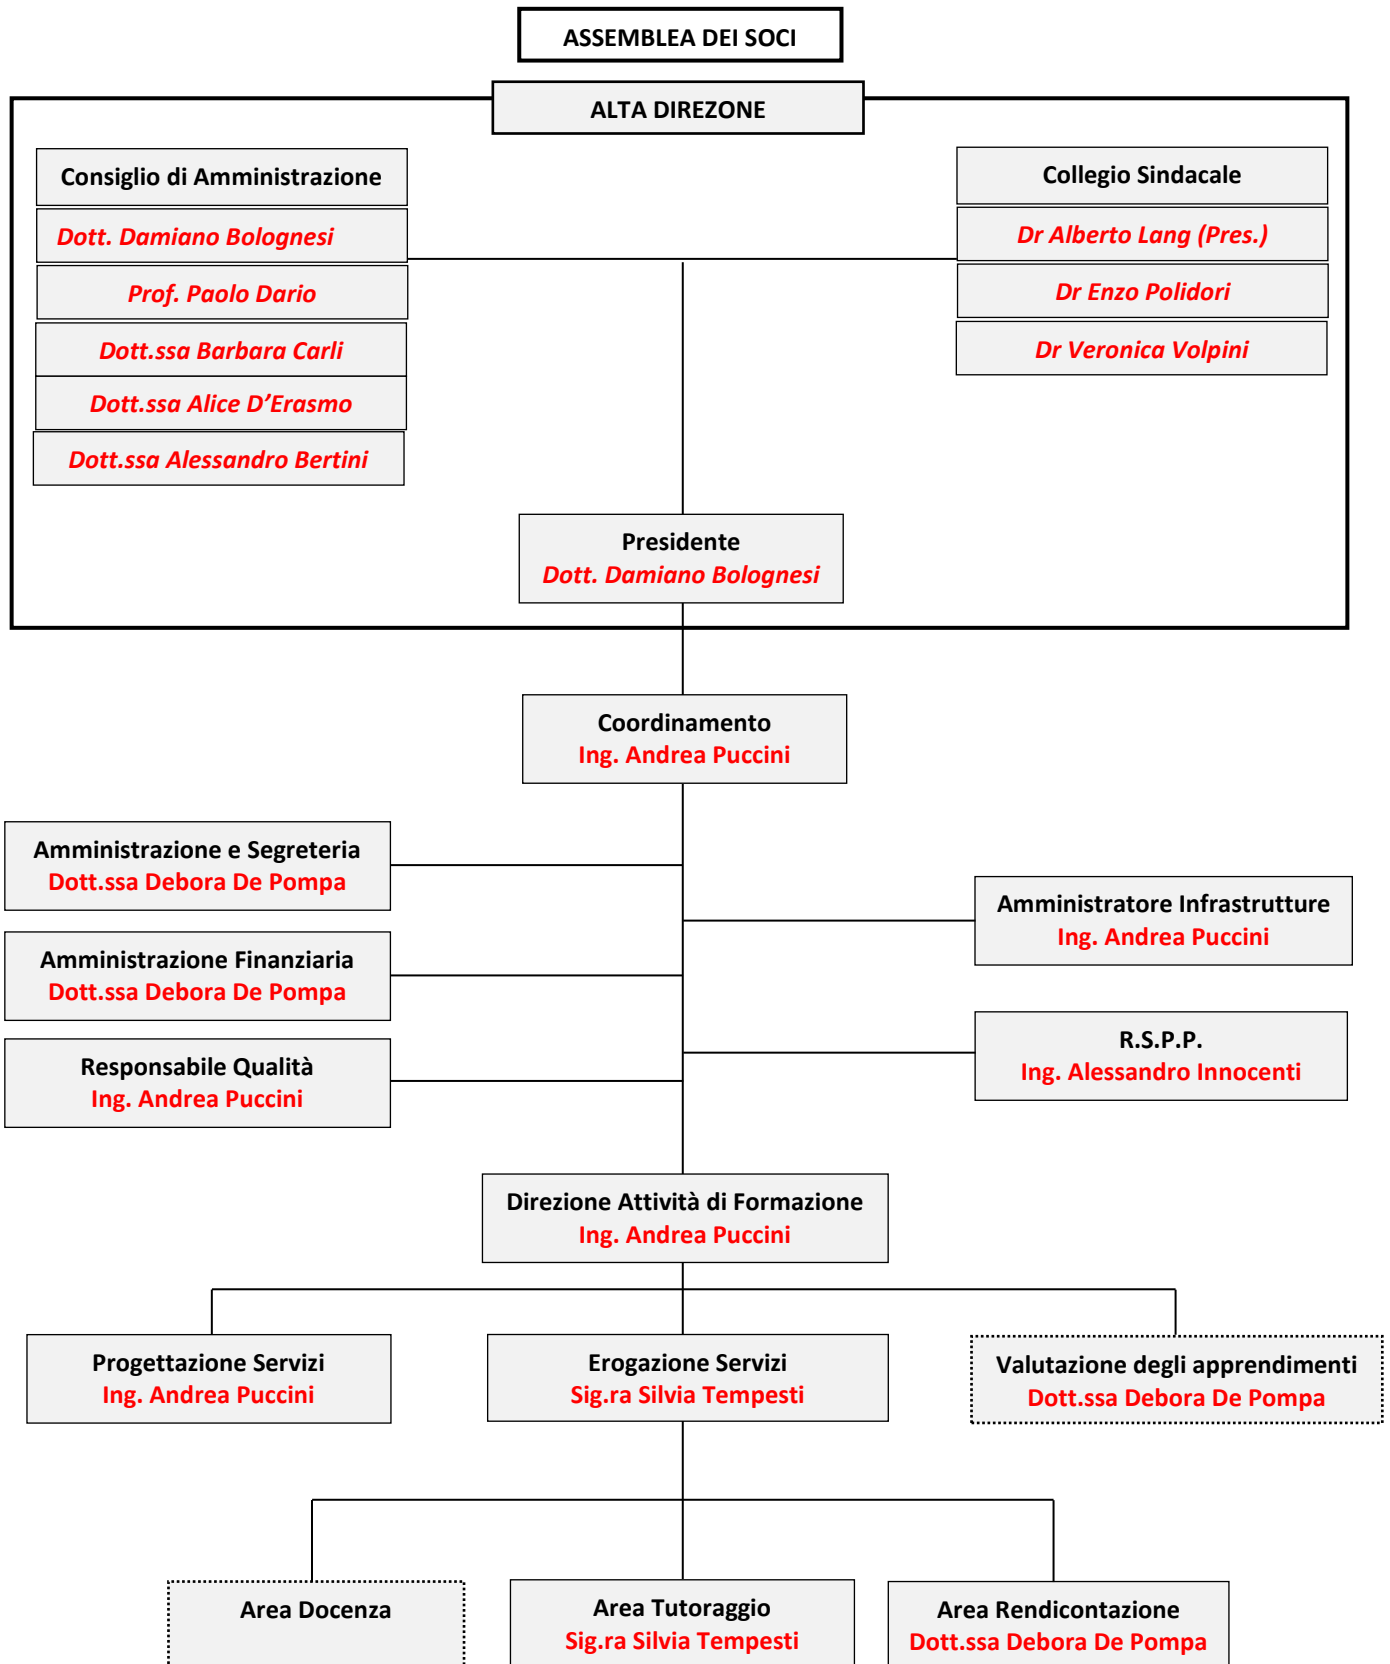 ASSEMBLEA DEI SOCI
ALTA DIREZONE
Consiglio di Amministrazione
Dott. Damiano Bolognesi
Prof. Paolo Dario
Dott.ssa Barbara Carli
Dott.ssa Alice D’Erasmo
Dott.ssa Alessandro Bertini
Collegio Sindacale
Dr Alberto Lang (Pres.)
Dr Enzo Polidori
Dr Veronica Volpini
Presidente
Dott. Damiano Bolognesi
Coordinamento
Ing. Andrea Puccini
Amministrazione e Segreteria
Dott.ssa Debora De Pompa
Amministratore Infrastrutture
Ing. Andrea Puccini
Amministrazione Finanziaria
Dott.ssa Debora De Pompa
R.S.P.P.
Ing. Alessandro Innocenti
Responsabile Qualità
Ing. Andrea Puccini
Direzione Attività di Formazione
Ing. Andrea Puccini
Progettazione Servizi
Ing. Andrea Puccini
Erogazione Servizi
Sig.ra Silvia Tempesti
Valutazione degli apprendimenti
Dott.ssa Debora De Pompa
Area Docenza
Area Tutoraggio
Sig.ra Silvia Tempesti
Area Rendicontazione
Dott.ssa Debora De Pompa